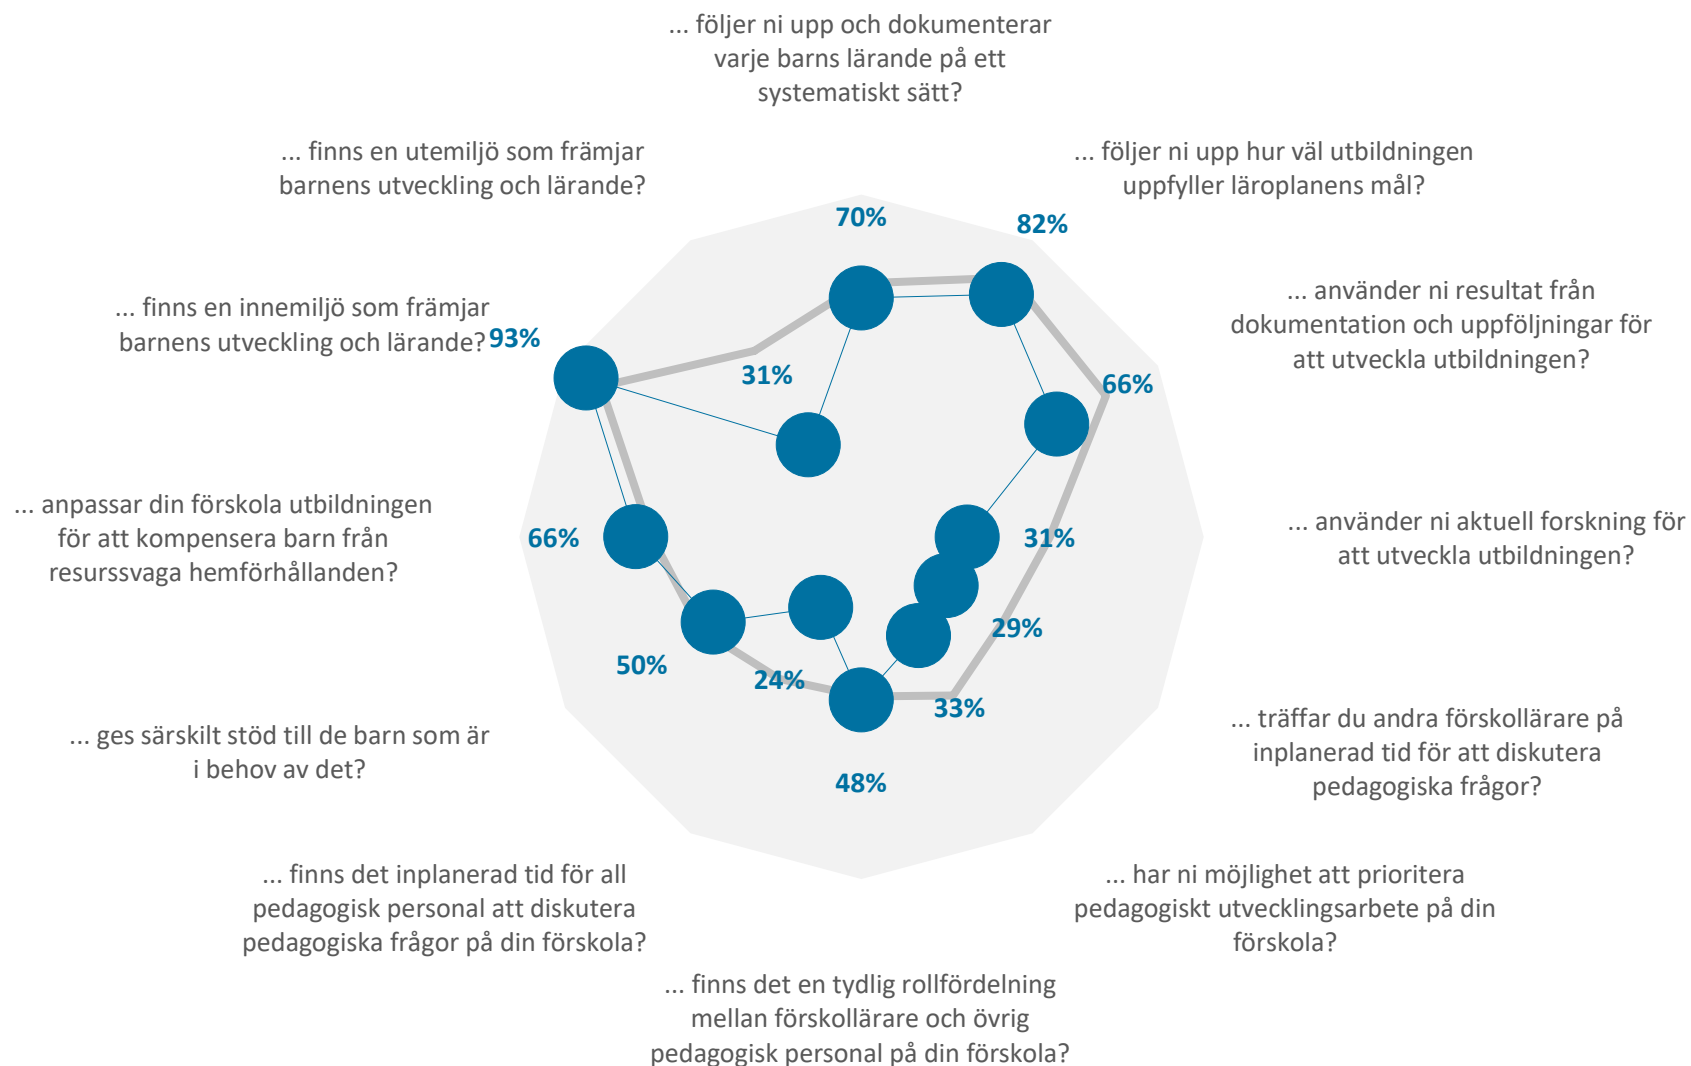 ... följer ni upp och dokumenterar
varje barns lärande på ett
systematiskt sätt?
... följer ni upp hur väl utbildningen
uppfyller läroplanens mål?
... använder ni resultat från
dokumentation och uppföljningar för
att utveckla utbildningen?
... använder ni aktuell forskning för
att utveckla utbildningen?
... träffar du andra förskollärare på
inplanerad tid för att diskutera
pedagogiska frågor?
... har ni möjlighet att prioritera
pedagogiskt utvecklingsarbete på din
förskola?
... finns det en tydlig rollfördelning
mellan förskollärare och övrig
pedagogisk personal på din förskola?
... finns det inplanerad tid för all
pedagogisk personal att diskutera
pedagogiska frågor på din förskola?
... ges särskilt stöd till de barn som är
i behov av det?
... anpassar din förskola utbildningen
för att kompensera barn från
resurssvaga hemförhållanden?
... finns en innemiljö som främjar
barnens utveckling och lärande?
... finns en utemiljö som främjar
barnens utveckling och lärande?
70%
82%
66%
31%
29%
33%
48%
24%
50%
66%
93%
31%